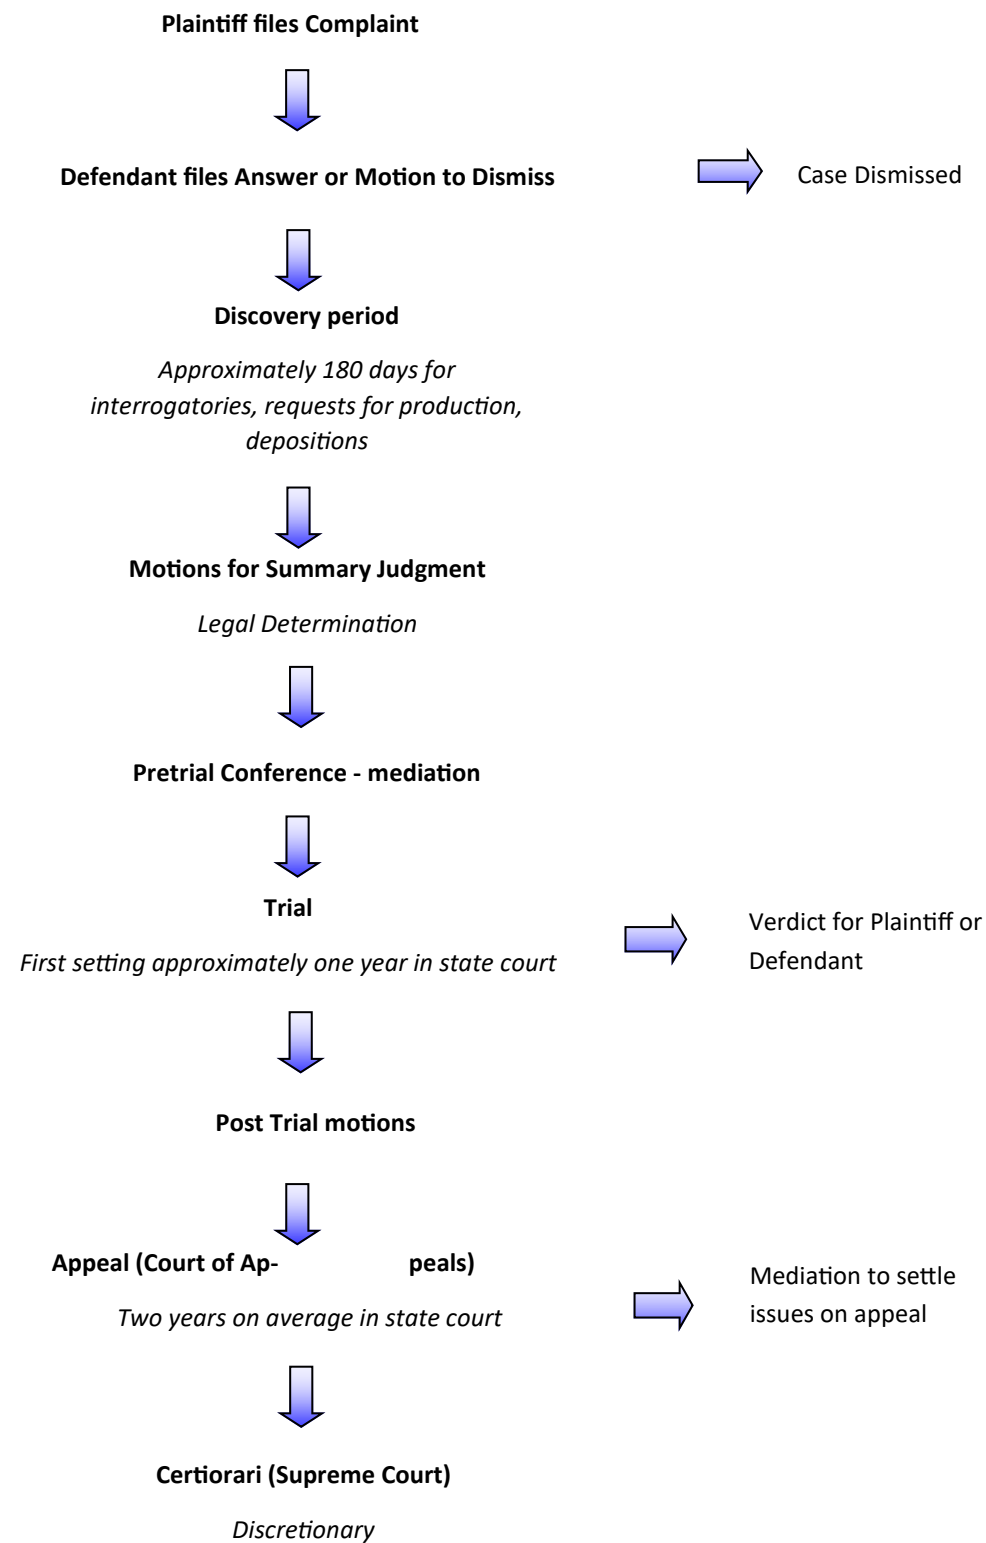 Plaintiff files Complaint
Defendant files Answer or Motion to Dismiss
Case Dismissed
Discovery period
Approximately 180 days for
interrogatories, requests for production,
depositions
Motions for Summary Judgment
Legal Determination
Pretrial Conference - mediation
Trial
First setting approximately one year in state court
Verdict for Plaintiff or
Defendant
Post Trial motions
Appeal (Court of Ap- peals)
Two years on average in state court
Mediation to settle
issues on appeal
Certiorari (Supreme Court)
Discretionary